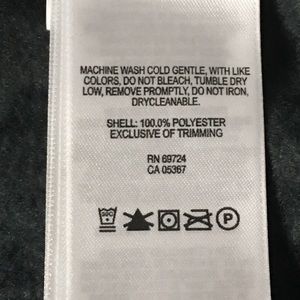 MACHINE WASH COLD GENTLE, WITH LIKE
COLORS, DO NOT BLEACH, TUMBLE DRY
LOW, REMOVE PROMPTLY, DO NOT IRON,
DRYCLEANABLE.
SHELL: 100.0% POLYESTER
EXCLUSIVE OF TRIMMING
RN 69724
CA 05367
P